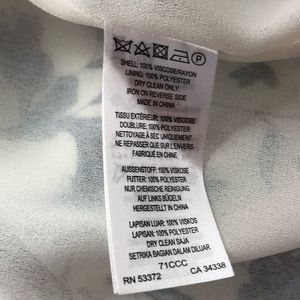 P
SHELL: 100% VISCOSE/RAYON
LINING: 100% POLYESTER
DRY CLEAN ONLY
IRON ON REVERSE SIDE
MADE IN CHINA
TISSU EXTÉRIEUR: 100% VISCOSE
DOUBLURE: 100% POLYESTER
NETTOYAGE À SEC UNIQUEMENT
NE REPASSER QUE SUR L'ENVERS
FABRIQUÉ EN CHINE
AUSSENSTOFF: 100% VISKOSE
FUTTER: 100% POLYESTER
NUR CHEMISCHE REINIGUNG
AUF LINKS BÜGELN
HERGESTELLT IN CHINA
LAPISAN LUAR: 100% VISKOS
LAPISAN: 100% POLYESTER
DRY CLEAN SAJA
SETRIKA BAGIAN DALAM DILUAR
71CCC
RN 53372 CA 34338